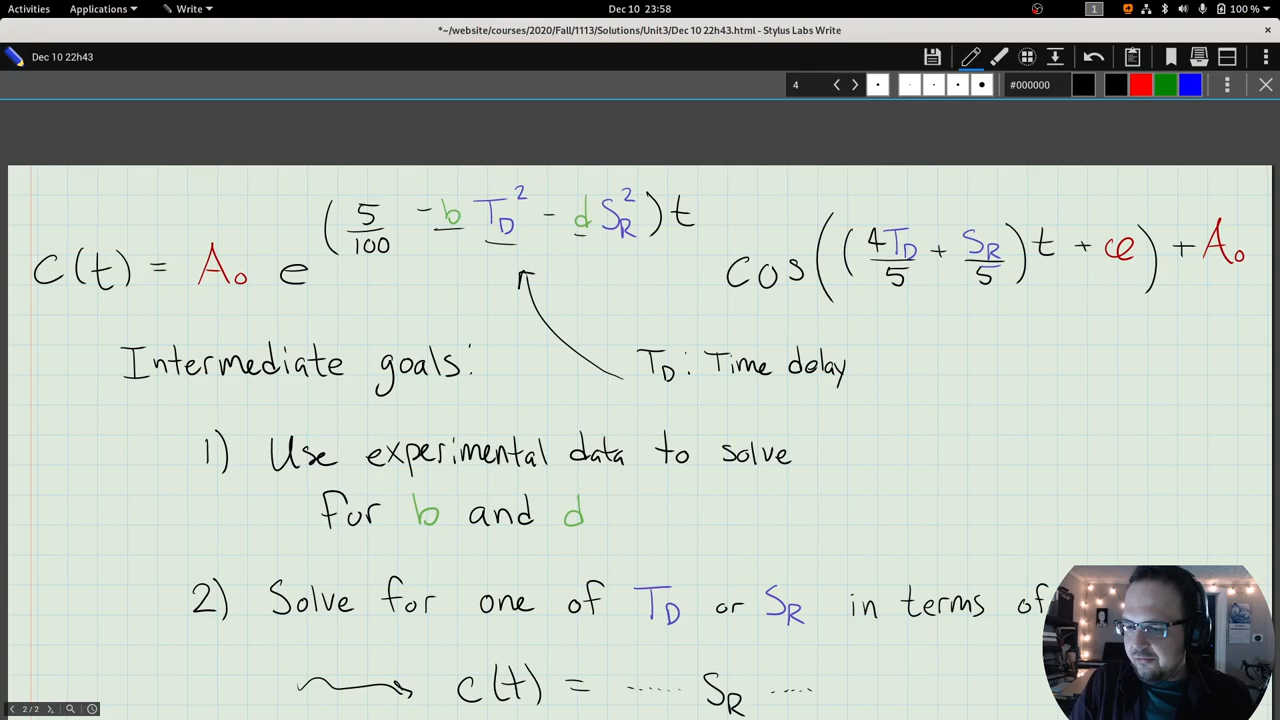 Activities Applications ▾ Write ▾ Dec 10 23:58 1 100 % ▾
*~/website/courses/2020/Fall/1113/Solutions/Unit3/Dec 10 22h43.html - Stylus Labs Write ×
Dec 10 22h43
4 #000000
C(t) = A₀ e^((5/100 - b T_D² - d S_R²)t) cos((4T_D/5 + S_R/5)t + φ) + A₀
Intermediate goals: T_D: Time delay
1) Use experimental data to solve
for b and d
2) Solve for one of T_D or S_R in terms of
C(t) = ...... S_R .....
2/2